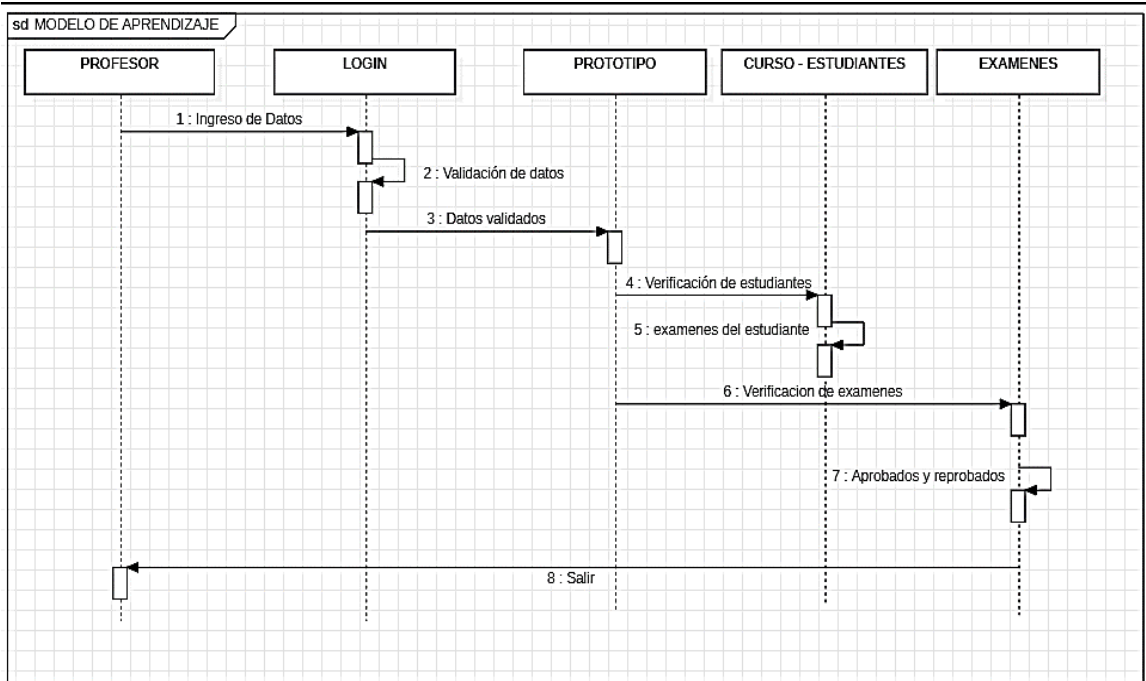 sd MODELO DE APRENDIZAJE
PROFESOR
LOGIN
PROTOTIPO
CURSO - ESTUDIANTES
EXAMENES
1 : Ingreso de Datos
2 : Validación de datos
3 : Datos validados
4 : Verificación de estudiantes
5 : examenes del estudiante
6 : Verificacion de examenes
7 : Aprobados y reprobados
8 : Salir